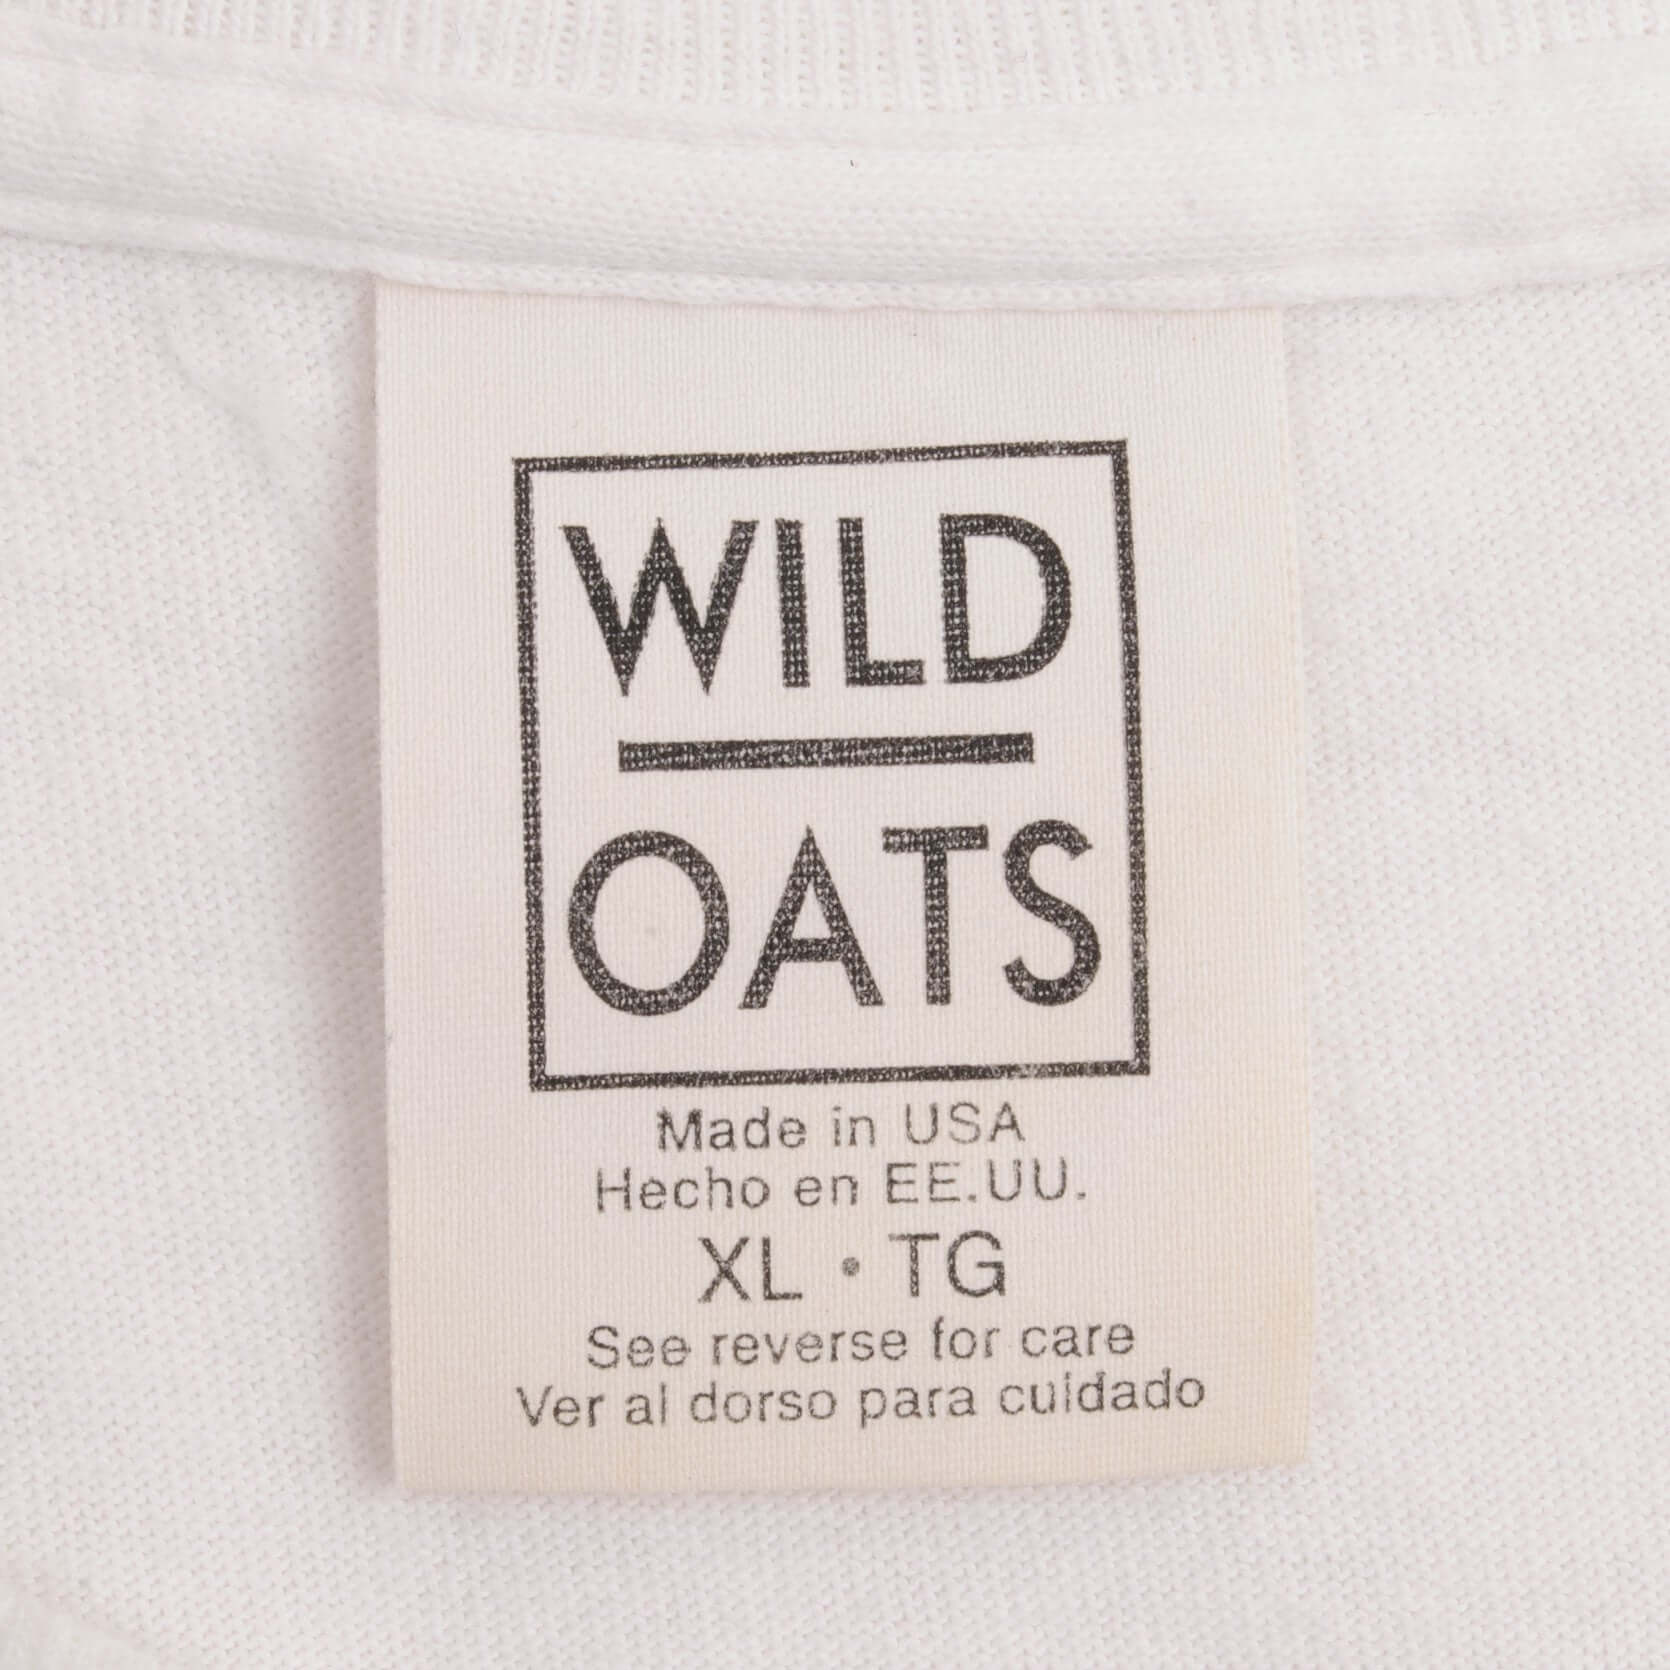 WILD
OATS
Made in USA
Hecho en EE.UU.
XL • TG
See reverse for care
Ver al dorso para cuidado